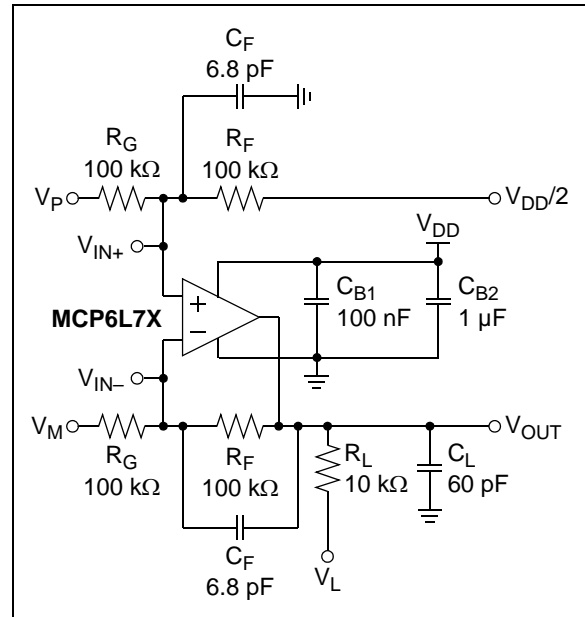 C_F
6.8 pF
R_G
100 kΩ
R_F
100 kΩ
V_P
V_DD/2
V_IN+
V_DD
MCP6L7X
+
–
C_B1
100 nF
C_B2
1 µF
V_IN–
V_M
V_OUT
R_G
100 kΩ
R_F
100 kΩ
R_L
10 kΩ
C_L
60 pF
C_F
6.8 pF
V_L